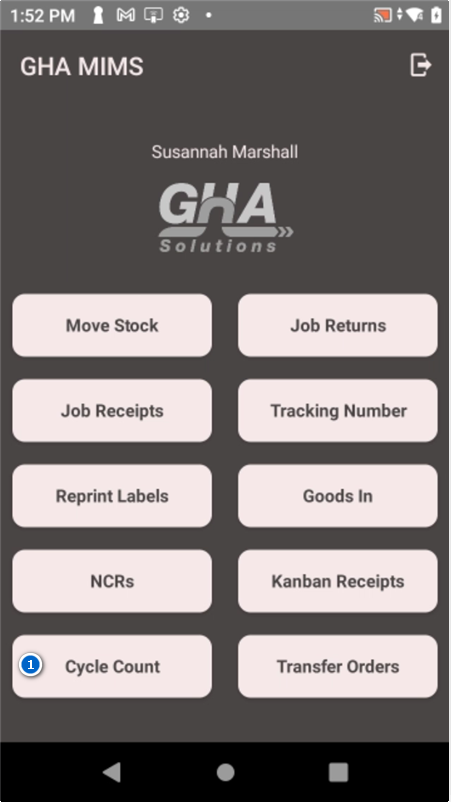 1:52 PM
GHA MIMS
Susannah Marshall
GHA
Solutions
Move Stock
Job Returns
Job Receipts
Tracking Number
Reprint Labels
Goods In
NCRs
Kanban Receipts
1
Cycle Count
Transfer Orders